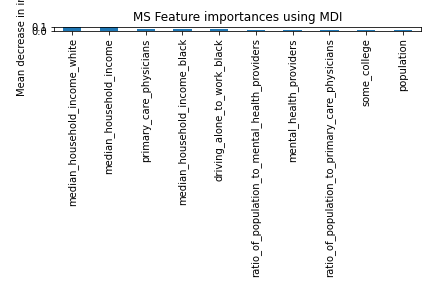 MS Feature importances using MDI
Mean decrease in
0.1
0.0
median_household_income_white
median_household_income
primary_care_physicians
median_household_income_black
driving_alone_to_work_black
ratio_of_population_to_mental_health_providers
mental_health_providers
ratio_of_population_to_primary_care_physicians
some_college
population